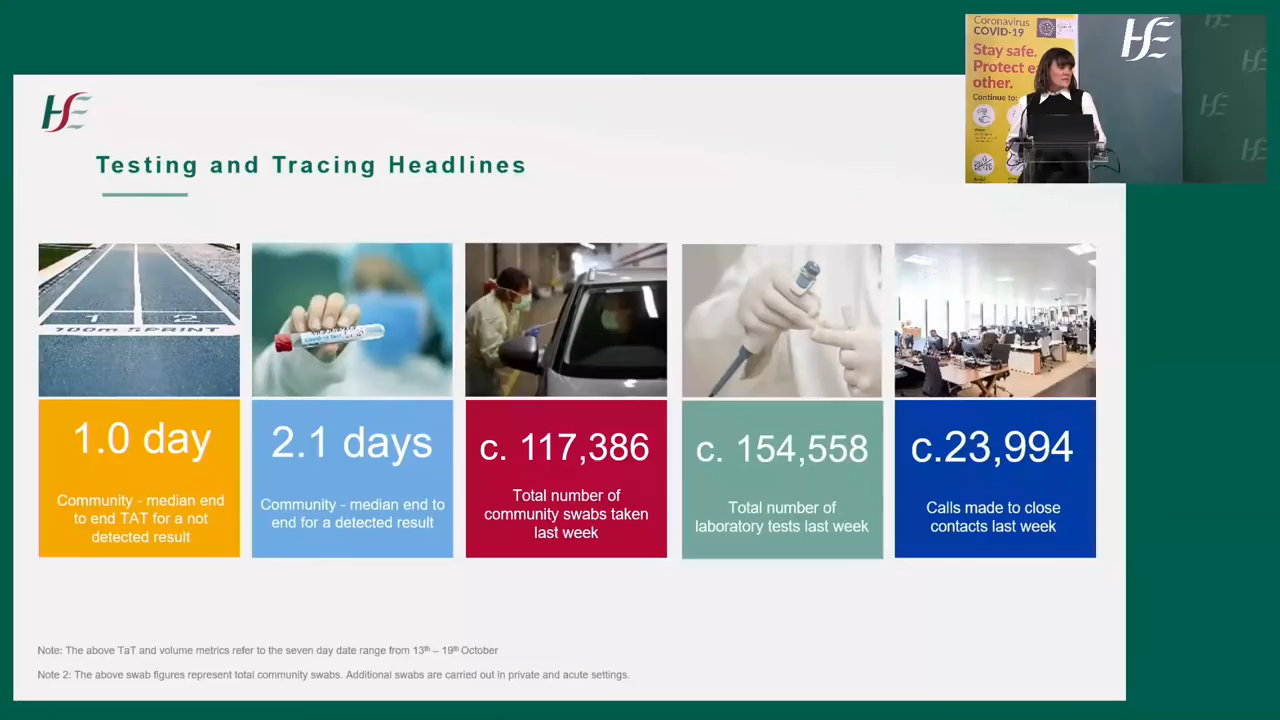 Coronavirus
COVID-19
Stay safe.
Protect e
other.
Continue to:
HSE
HSE
Testing and Tracing Headlines
1 2
100m SPRINT
COVID-19 TEST
1.0 day
Community - median end
to end TAT for a not
detected result
2.1 days
Community - median end to
end for a detected result
c. 117,386
Total number of
community swabs taken
last week
c. 154,558
Total number of
laboratory tests last week
c.23,994
Calls made to close
contacts last week
Note: The above TaT and volume metrics refer to the seven day date range from 13th – 19th October
Note 2: The above swab figures represent total community swabs. Additional swabs are carried out in private and acute settings.